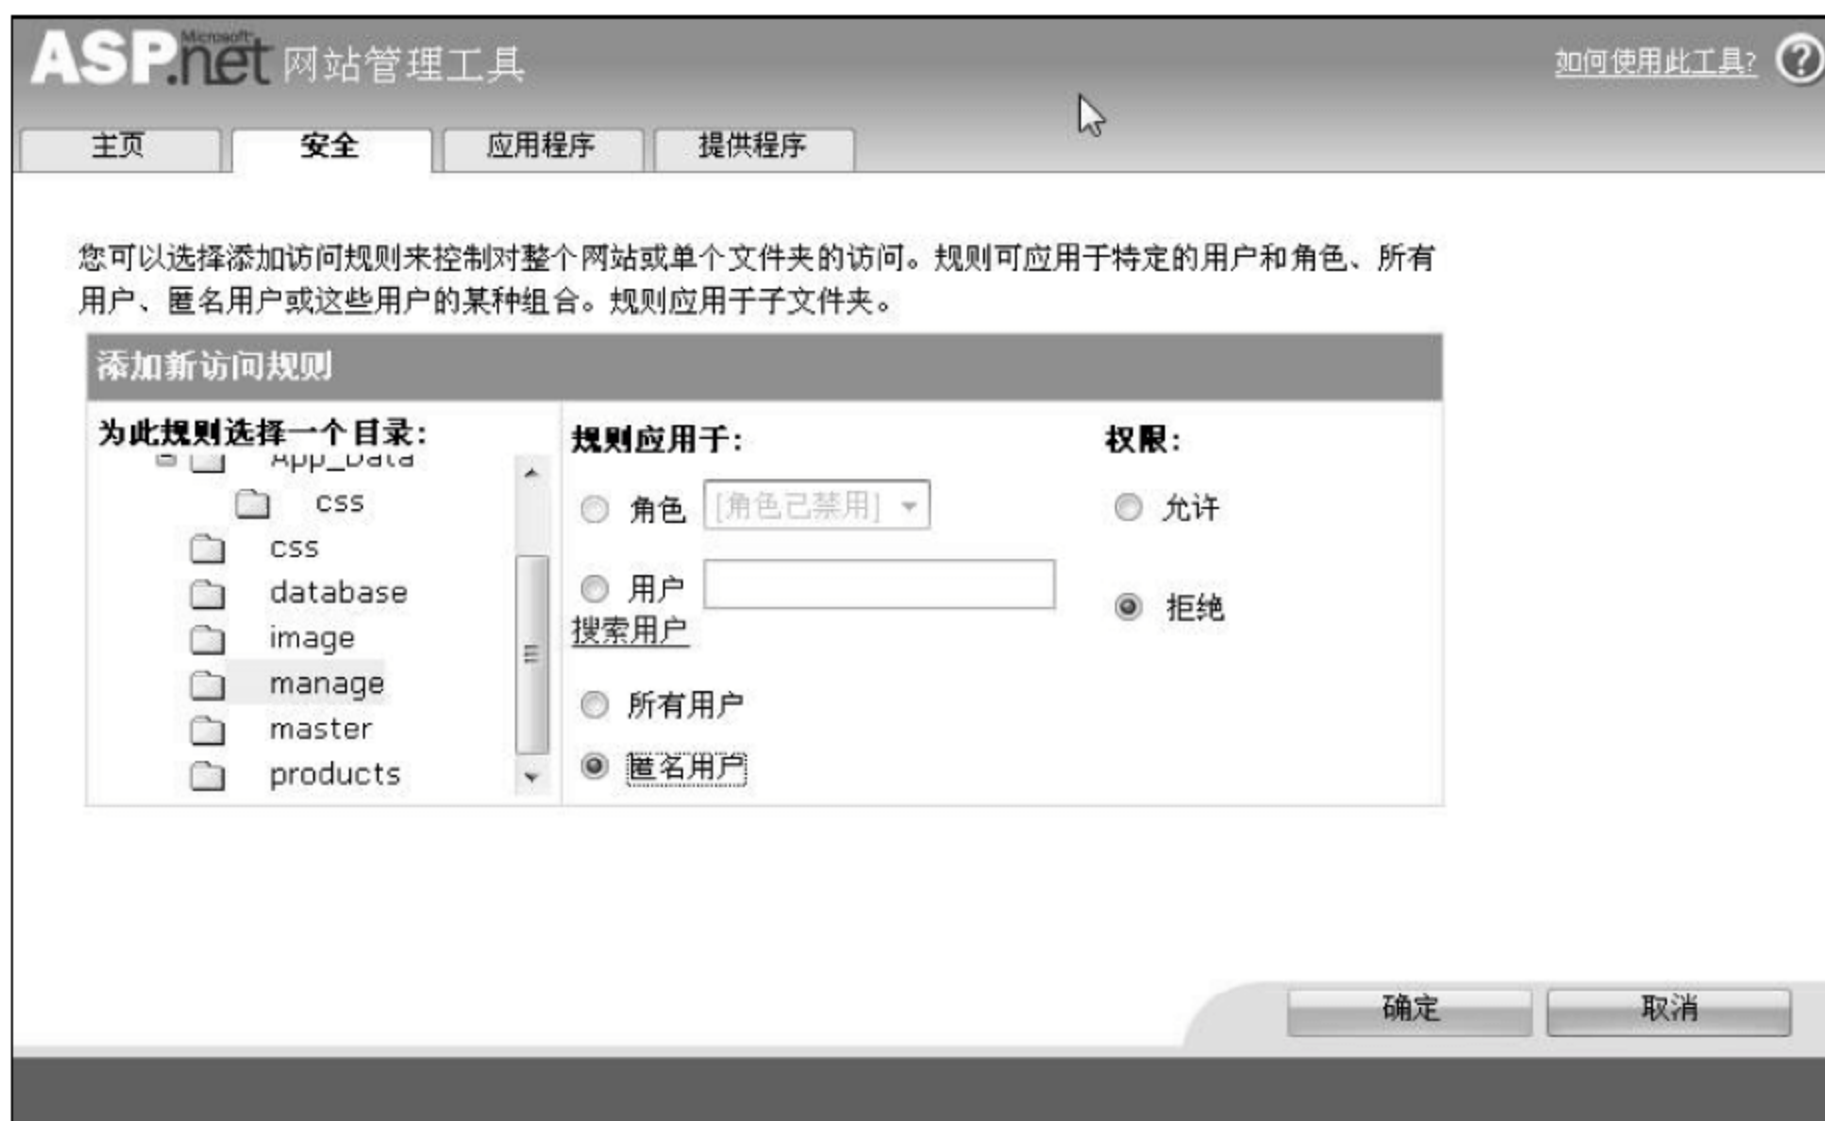 ASP.net Microsoft 网站管理工具
如何使用此工具? ?
主页 安全 应用程序 提供程序
您可以选择添加访问规则来控制对整个网站或单个文件夹的访问。规则可应用于特定的用户和角色、所有
用户、匿名用户或这些用户的某种组合。规则应用于子文件夹。
添加新访问规则
为此规则选择一个目录:
App_Data
css
css
database
image
manage
master
products
规则应用于:
角色 [角色已禁用]
用户
搜索用户
所有用户
匿名用户
权限:
允许
拒绝
确定 取消